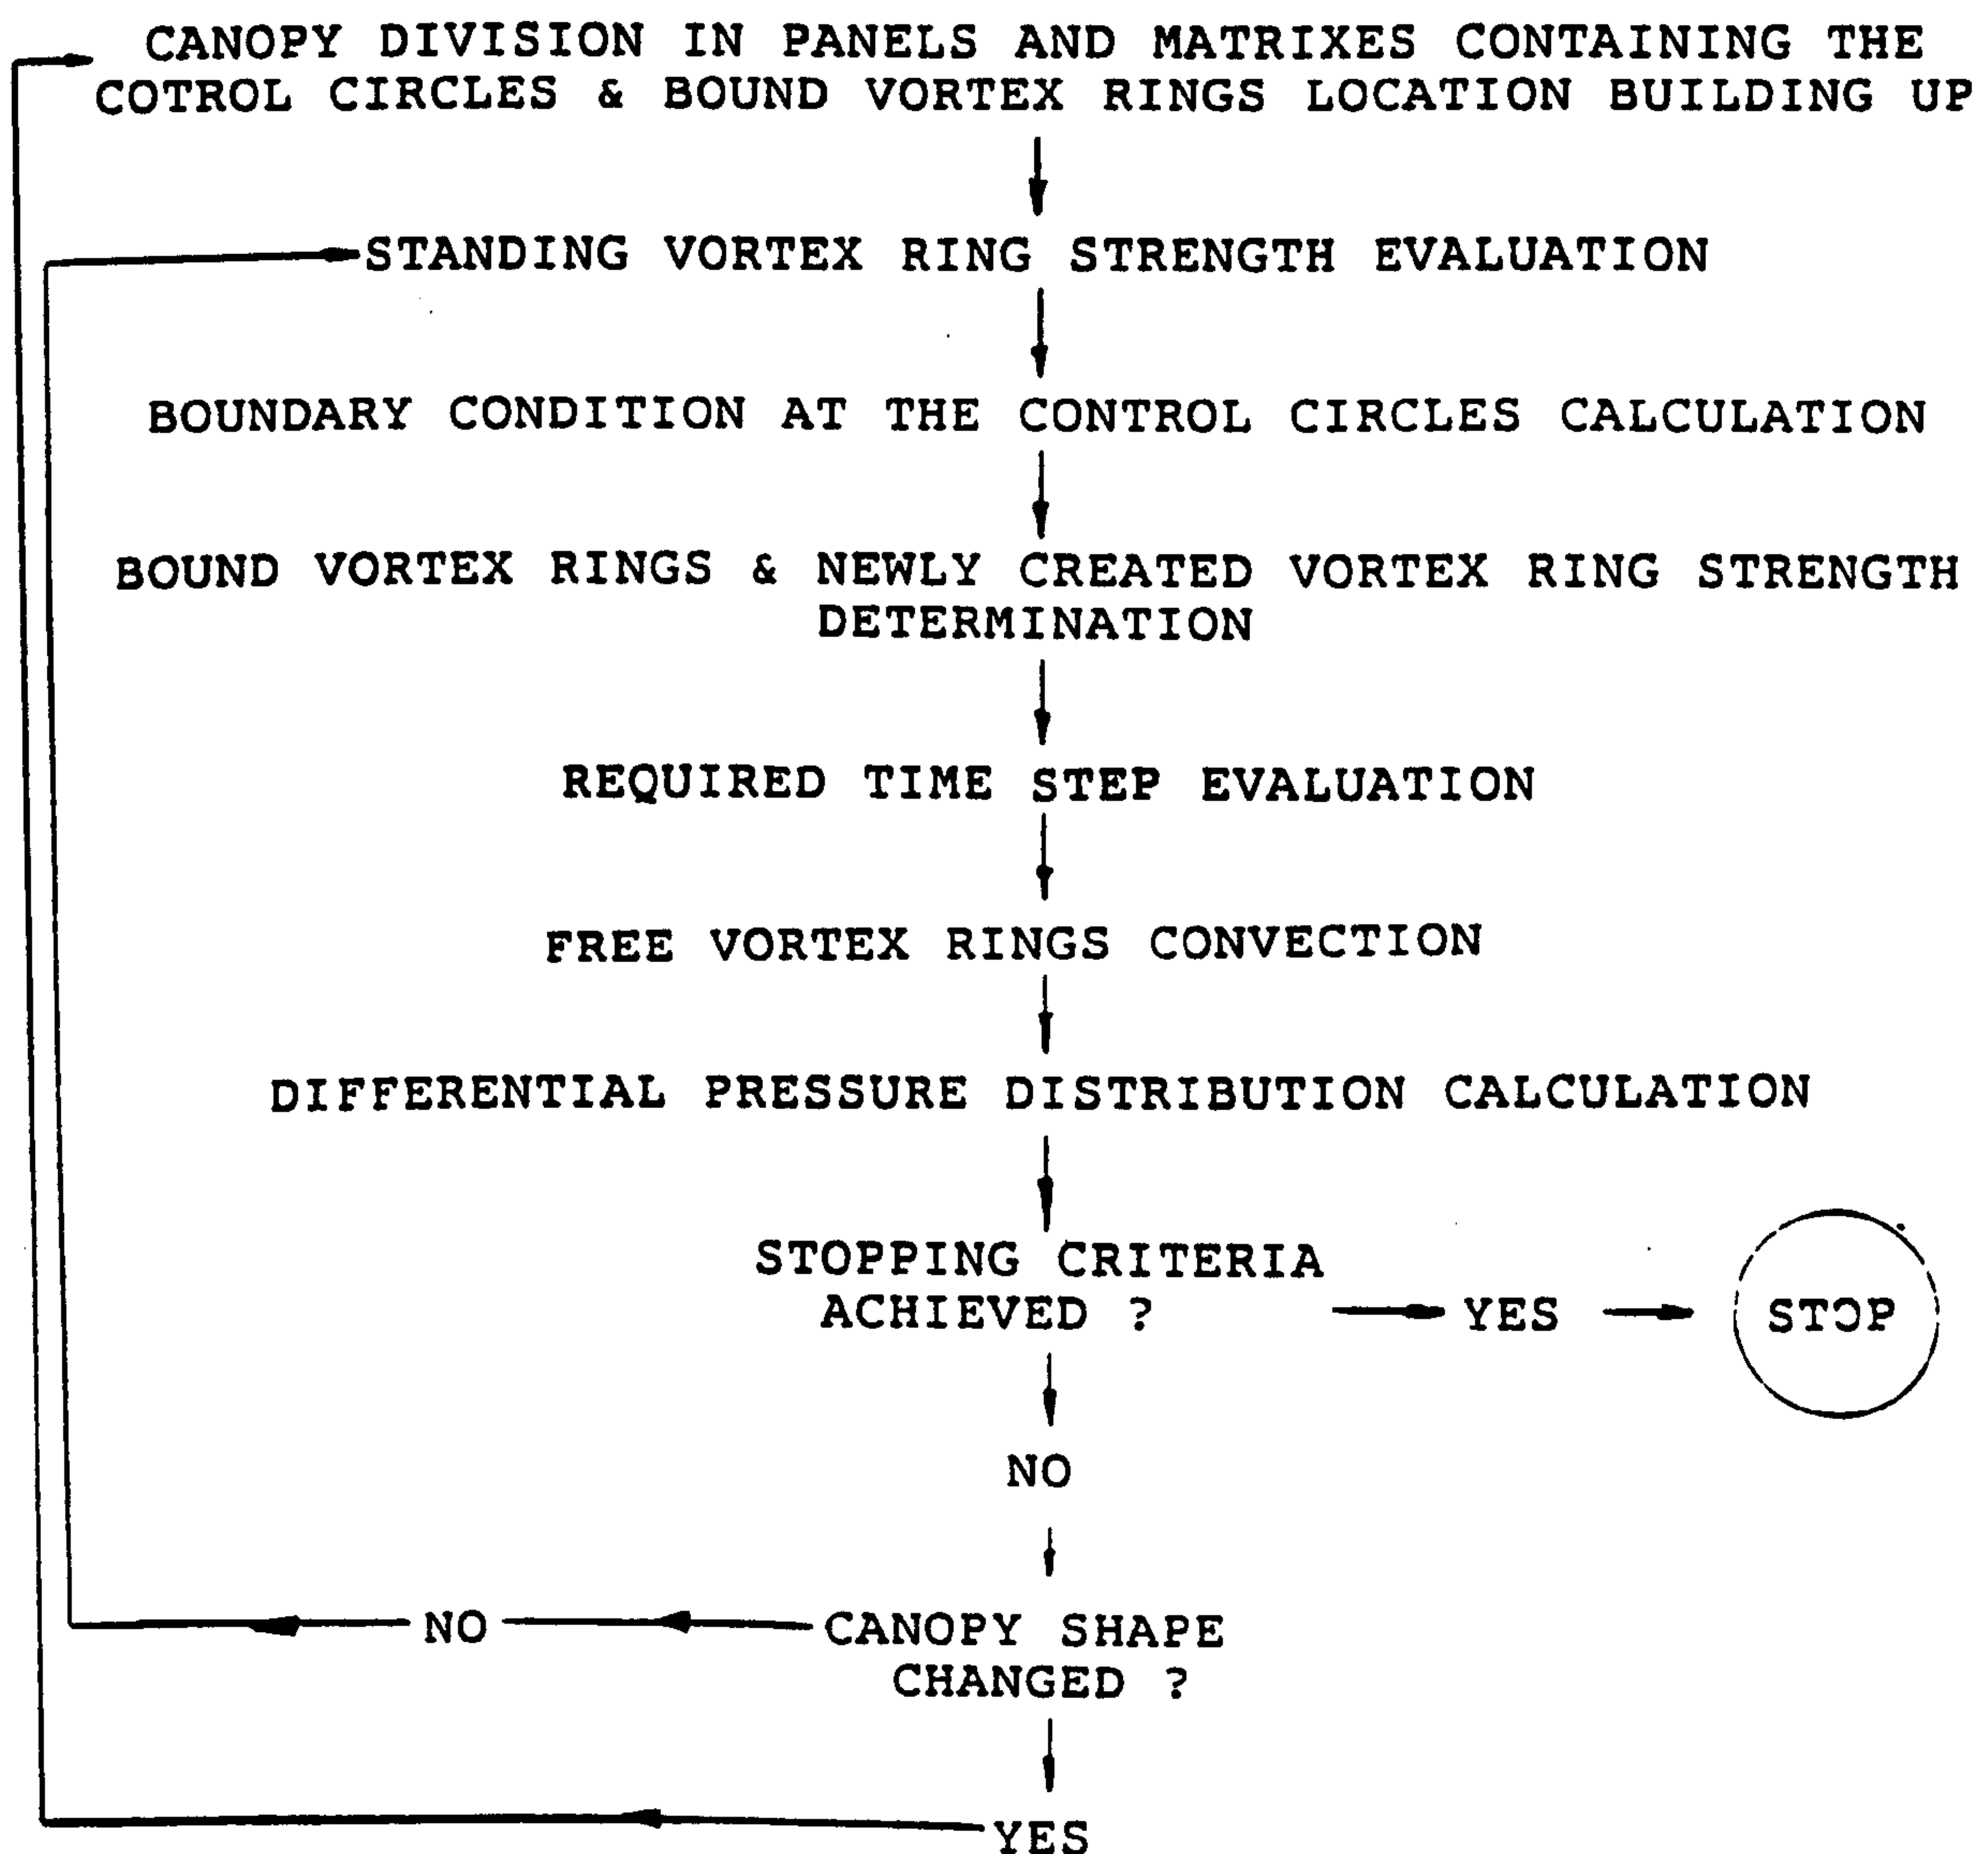 CANOPY DIVISION IN PANELS AND MATRIXES CONTAINING THE
COTROL CIRCLES & BOUND VORTEX RINGS LOCATION BUILDING UP
STANDING VORTEX RING STRENGTH EVALUATION
BOUNDARY CONDITION AT THE CONTROL CIRCLES CALCULATION
BOUND VORTEX RINGS & NEWLY CREATED VORTEX RING STRENGTH
DETERMINATION
REQUIRED TIME STEP EVALUATION
FREE VORTEX RINGS CONVECTION
DIFFERENTIAL PRESSURE DISTRIBUTION CALCULATION
STOPPING CRITERIA
ACHIEVED ?
YES
STOP
NO
NO
CANOPY SHAPE
CHANGED ?
YES